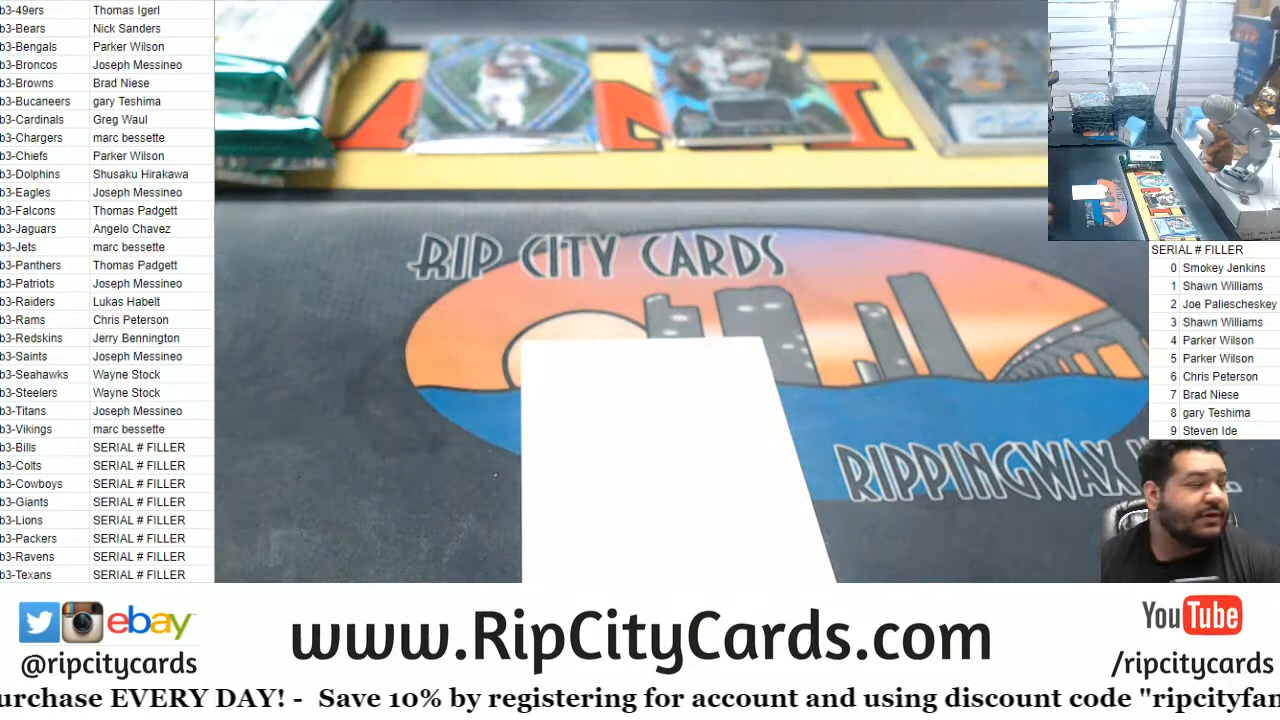 b3-49ers Thomas Igerl
b3-Bears Nick Sanders
b3-Bengals Parker Wilson
b3-Broncos Joseph Messineo
b3-Browns Brad Niese
b3-Bucaneers gary Teshima
b3-Cardinals Greg Waul
b3-Chargers marc bessette
b3-Chiefs Parker Wilson
b3-Dolphins Shusaku Hirakawa
b3-Eagles Joseph Messineo
b3-Falcons Thomas Padgett
b3-Jaguars Angelo Chavez
b3-Jets marc bessette
b3-Panthers Thomas Padgett
b3-Patriots Joseph Messineo
b3-Raiders Lukas Habelt
b3-Rams Chris Peterson
b3-Redskins Jerry Bennington
b3-Saints Joseph Messineo
b3-Seahawks Wayne Stock
b3-Steelers Wayne Stock
b3-Titans Joseph Messineo
b3-Vikings marc bessette
b3-Bills SERIAL # FILLER
b3-Colts SERIAL # FILLER
b3-Cowboys SERIAL # FILLER
b3-Giants SERIAL # FILLER
b3-Lions SERIAL # FILLER
b3-Packers SERIAL # FILLER
b3-Ravens SERIAL # FILLER
b3-Texans SERIAL # FILLER
RIP CITY CARDS
RIPPINGWAX
SERIAL # FILLER
0 Smokey Jenkins
1 Shawn Williams
2 Joe Paliescheskey
3 Shawn Williams
4 Parker Wilson
5 Parker Wilson
6 Chris Peterson
7 Brad Niese
8 gary Teshima
9 Steven Ide
ebay
@ripcitycards
www.RipCityCards.com
YouTube
/ripcitycards
urchase EVERY DAY! - Save 10% by registering for account and using discount code "ripcityfan